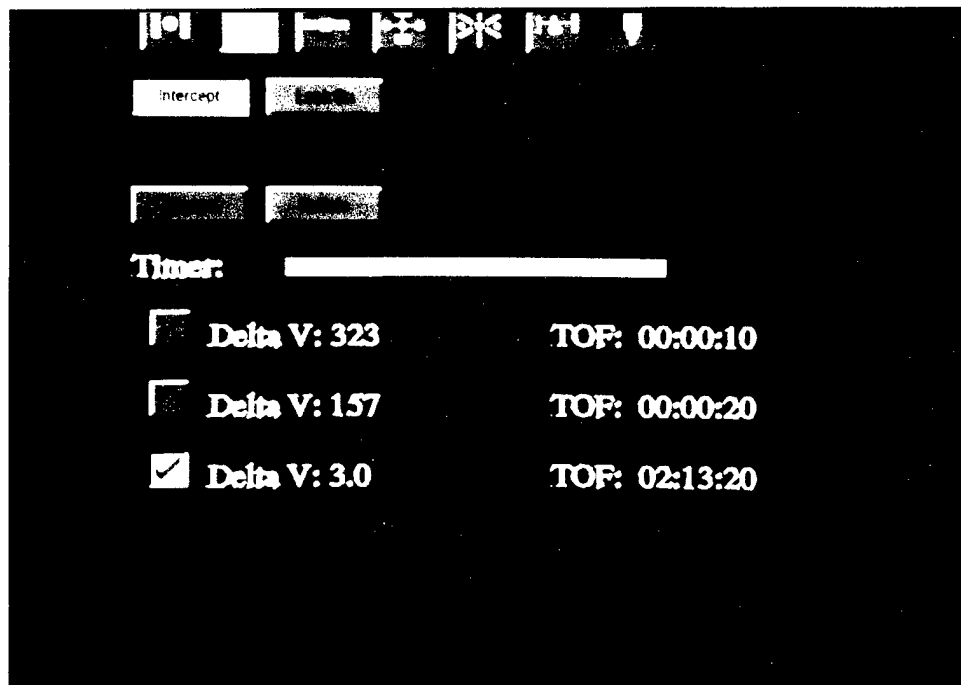 Intercept
Timer:
Delta V: 323 TOF: 00:00:10
Delta V: 157 TOF: 00:00:20
Delta V: 3.0 TOF: 02:13:20